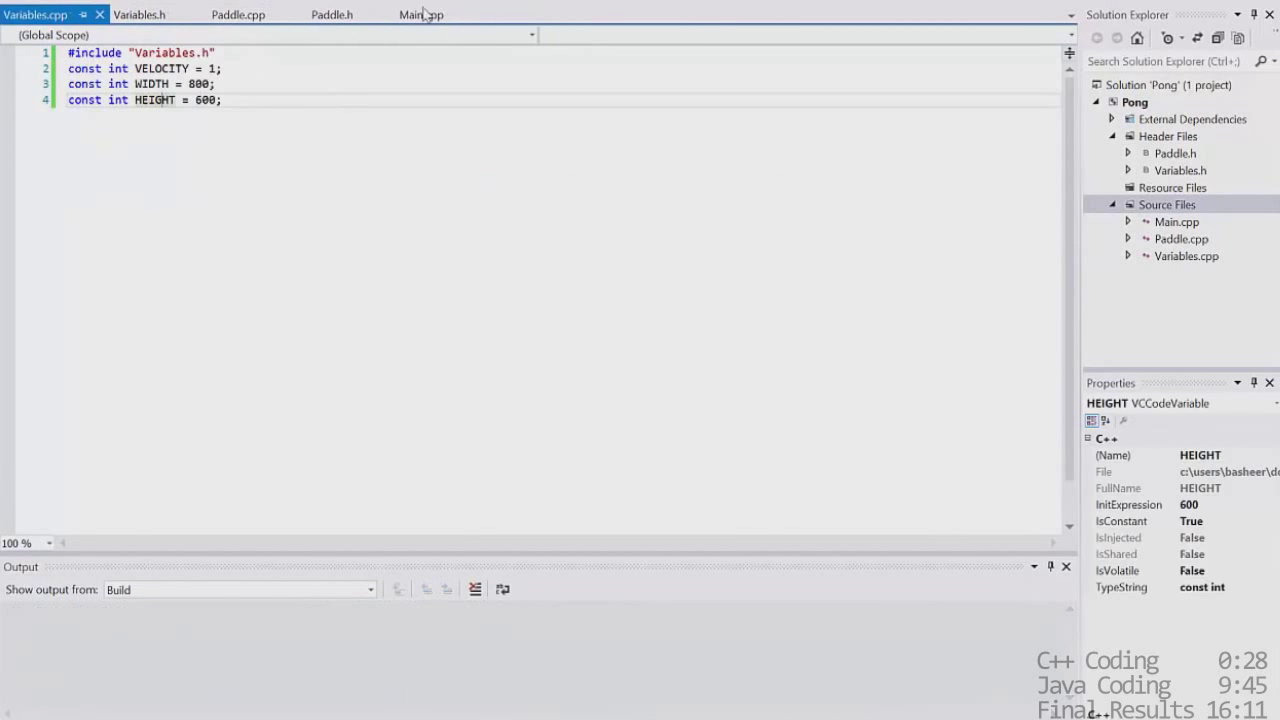 Variables.cpp Variables.h Paddle.cpp Paddle.h Main.cpp
(Global Scope)
1 #include "Variables.h"
2 const int VELOCITY = 1;
3 const int WIDTH = 800;
4 const int HEIGHT = 600;
100 %
Output
Show output from: Build
Solution Explorer
Search Solution Explorer (Ctrl+;)
Solution 'Pong' (1 project)
Pong
External Dependencies
Header Files
Paddle.h
Variables.h
Resource Files
Source Files
Main.cpp
Paddle.cpp
Variables.cpp
Properties
HEIGHT VCCodeVariable
C++
(Name) HEIGHT
File c:\users\basheer\do
FullName HEIGHT
InitExpression 600
IsConstant True
IsInjected False
IsShared False
IsVolatile False
TypeString const int
C++ Coding 0:28
Java Coding 9:45
Final Results 16:11
C++